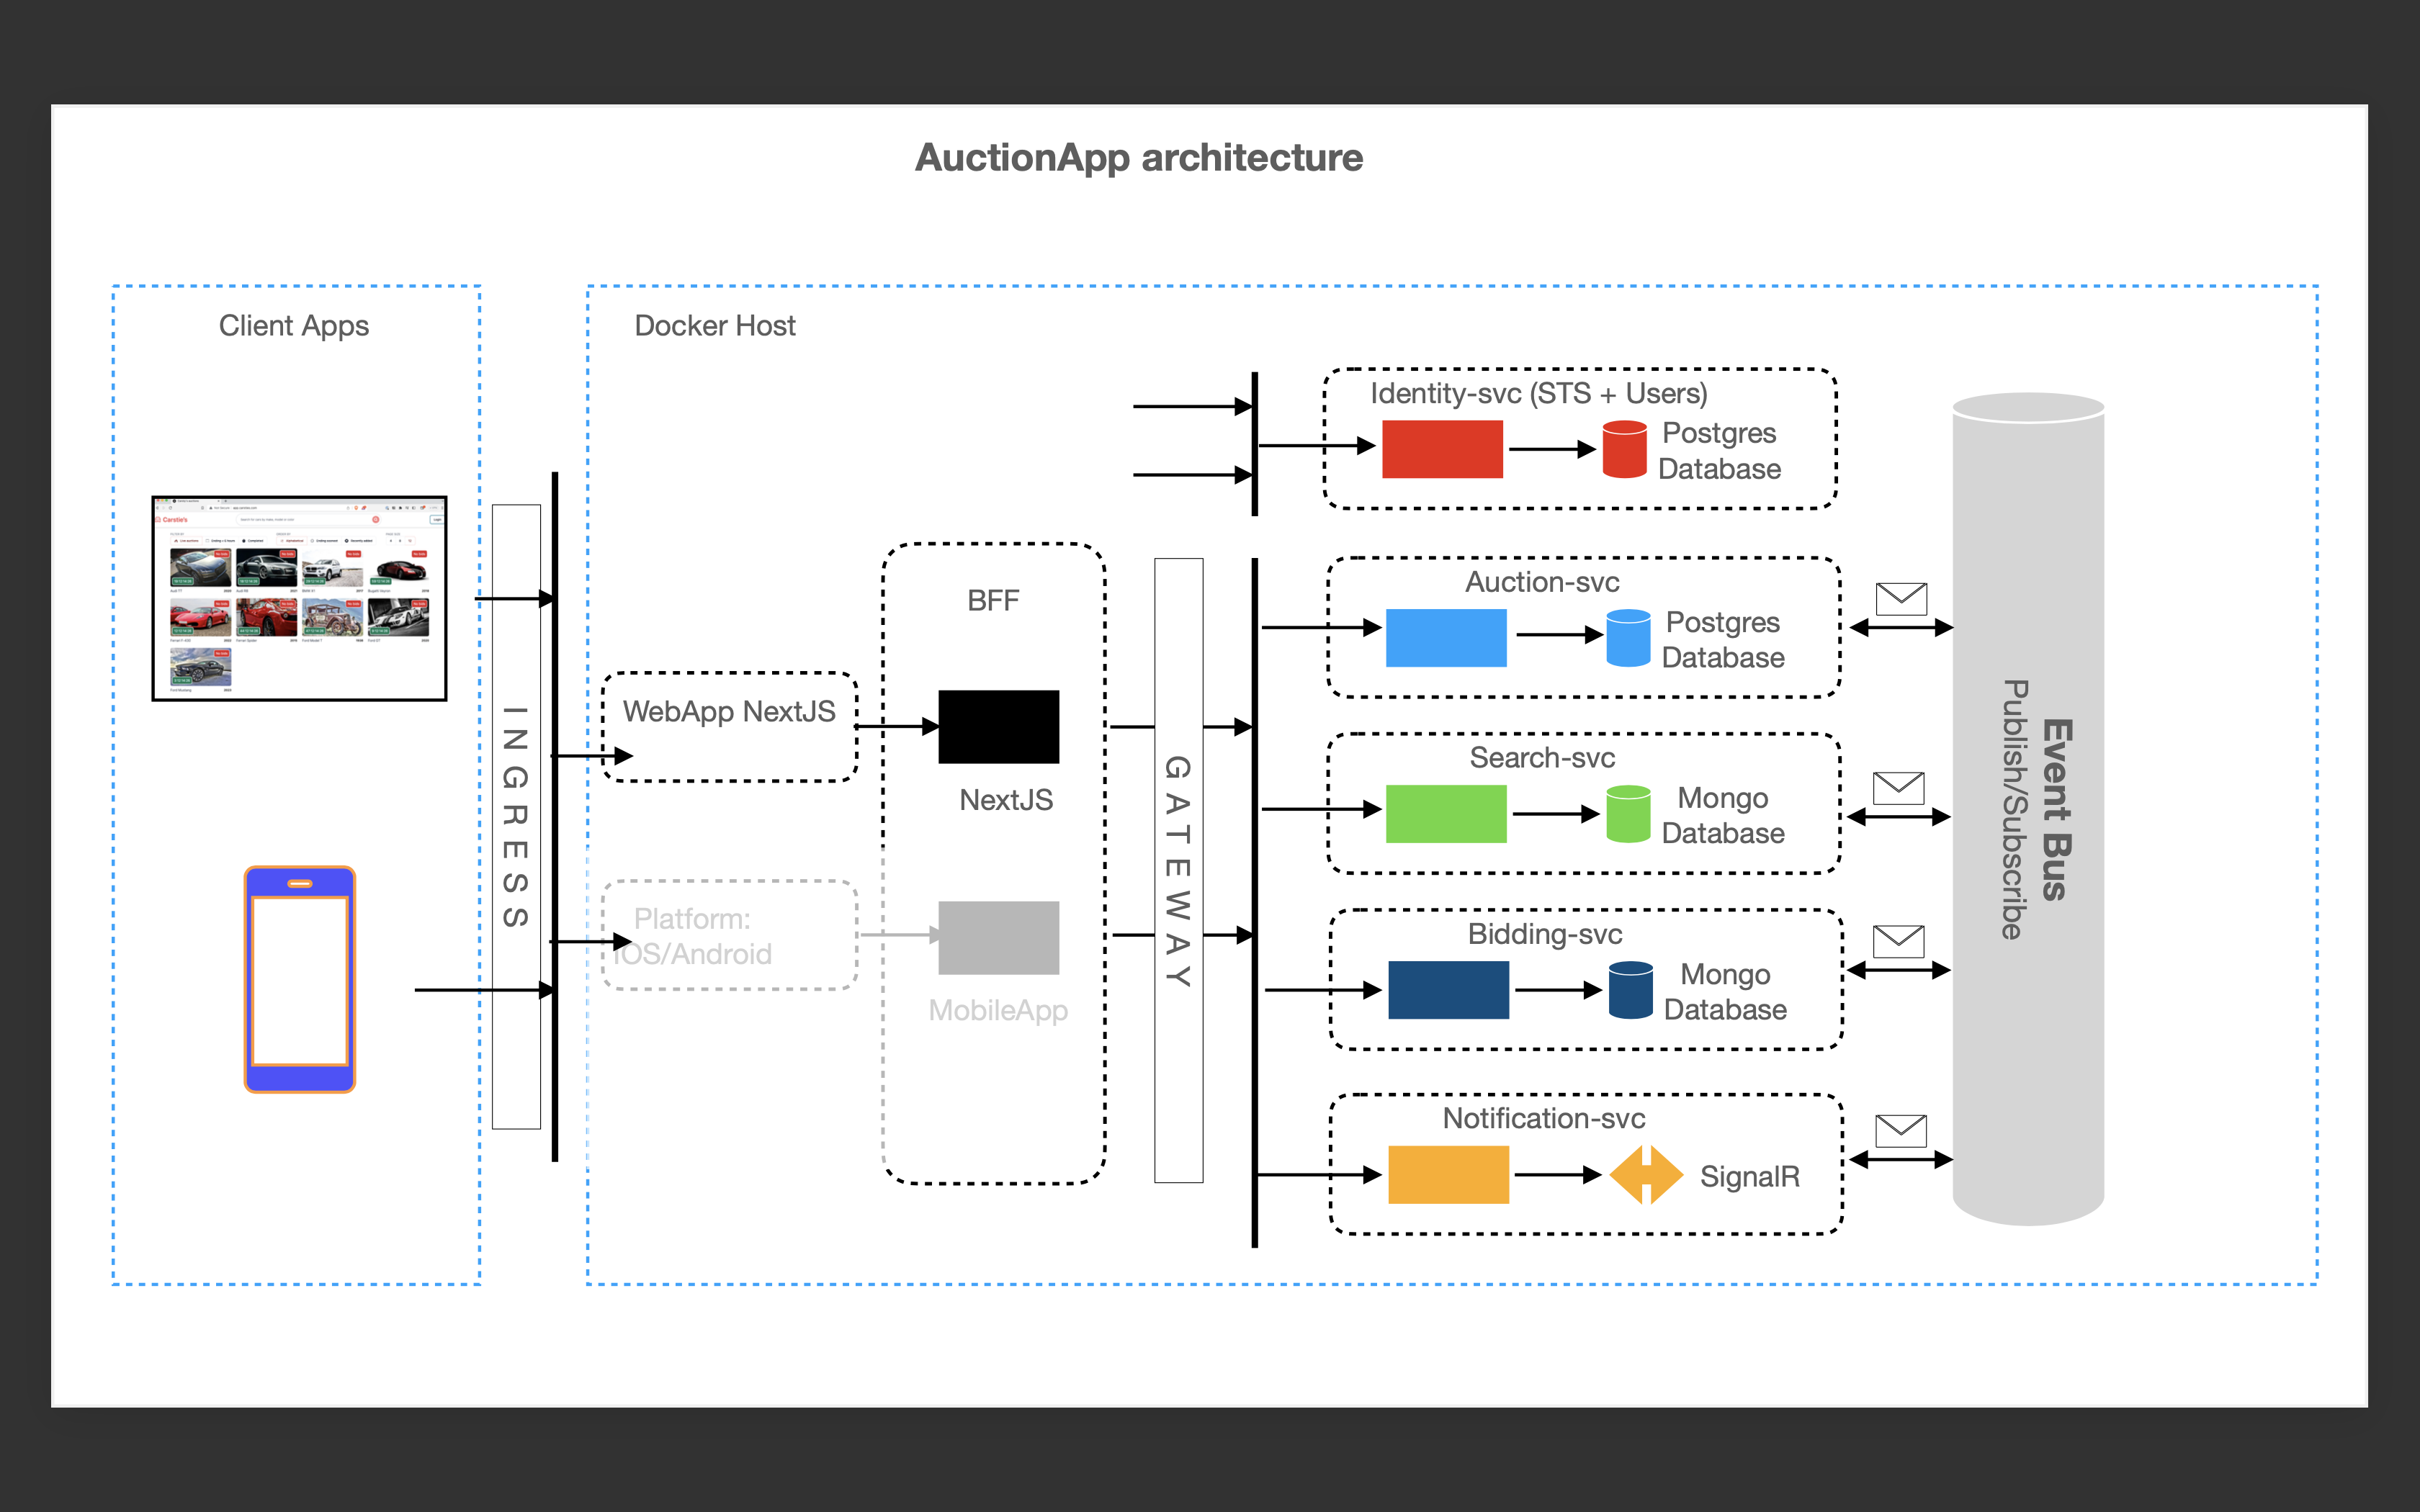 AuctionApp architecture
Client Apps
Docker Host
Carstie's
INGRESS
WebApp NextJS
Platform:
iOS/Android
BFF
NextJS
MobileApp
GATEWAY
Identity-svc (STS + Users)
Postgres
Database
Auction-svc
Postgres
Database
Search-svc
Mongo
Database
Bidding-svc
Mongo
Database
Notification-svc
SignalR
Event Bus
Publish/Subscribe